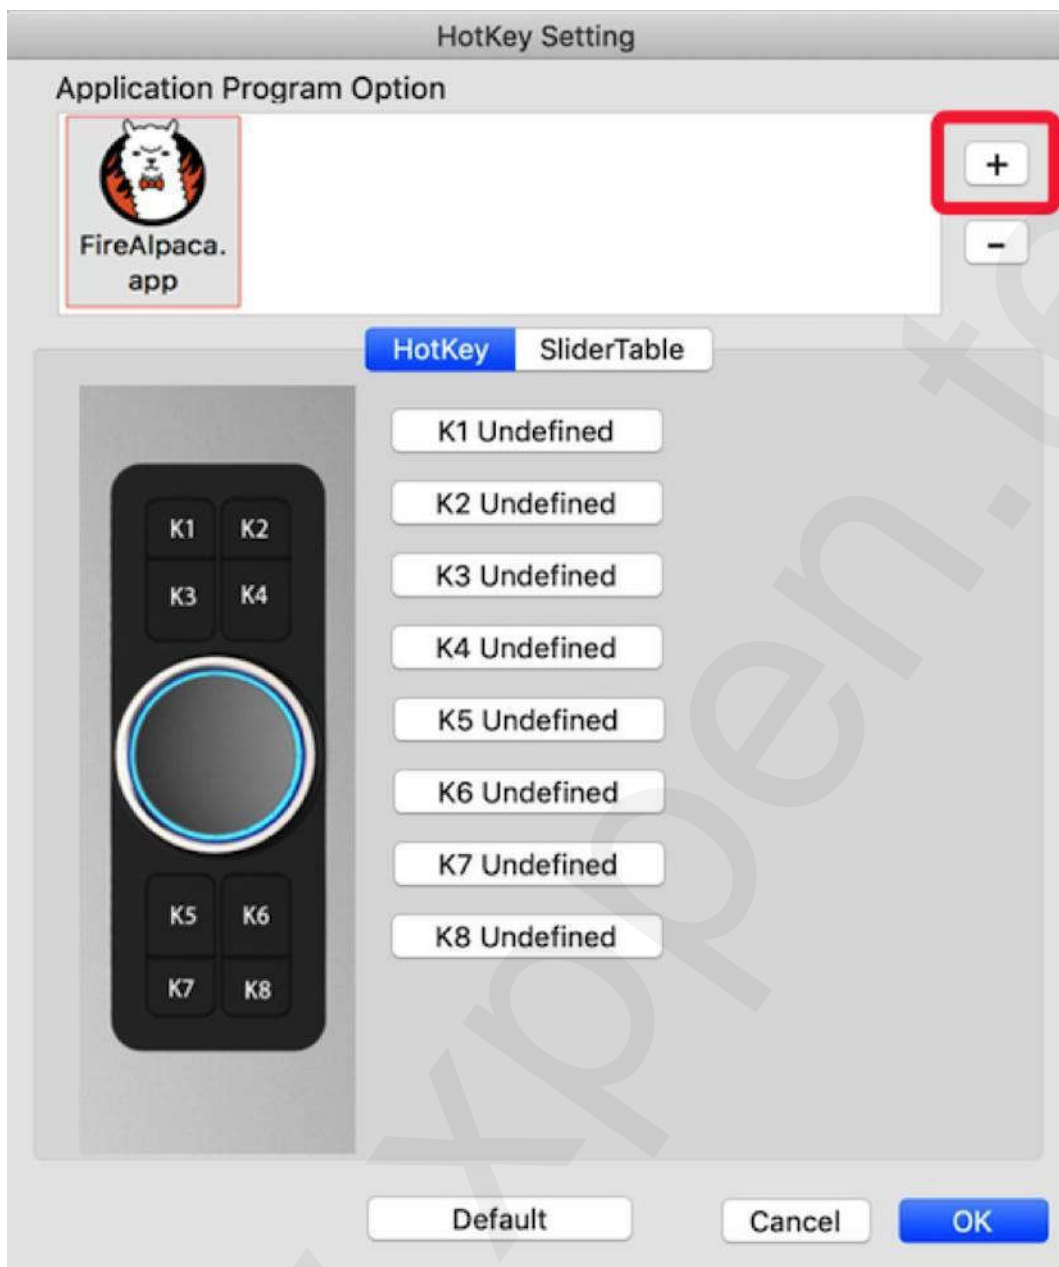 HotKey Setting
Application Program Option
+
FireAlpaca.
app
-
HotKey SliderTable
K1 Undefined
K2 Undefined
K3 Undefined
K4 Undefined
K5 Undefined
K6 Undefined
K7 Undefined
K8 Undefined
K1 K2
K3 K4
K5 K6
K7 K8
Default Cancel OK